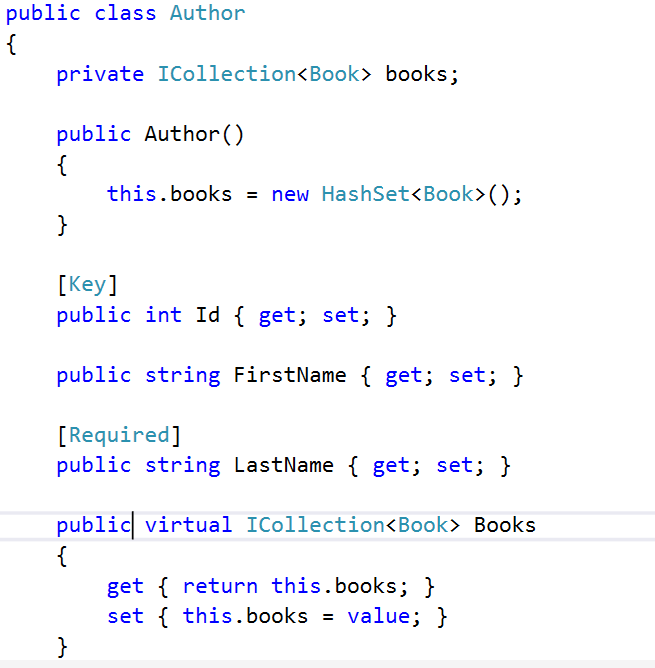 public class Author
{
    private ICollection<Book> books;

    public Author()
    {
        this.books = new HashSet<Book>();
    }

    [Key]
    public int Id { get; set; }

    public string FirstName { get; set; }

    [Required]
    public string LastName { get; set; }

    public virtual ICollection<Book> Books
    {
        get { return this.books; }
        set { this.books = value; }
    }